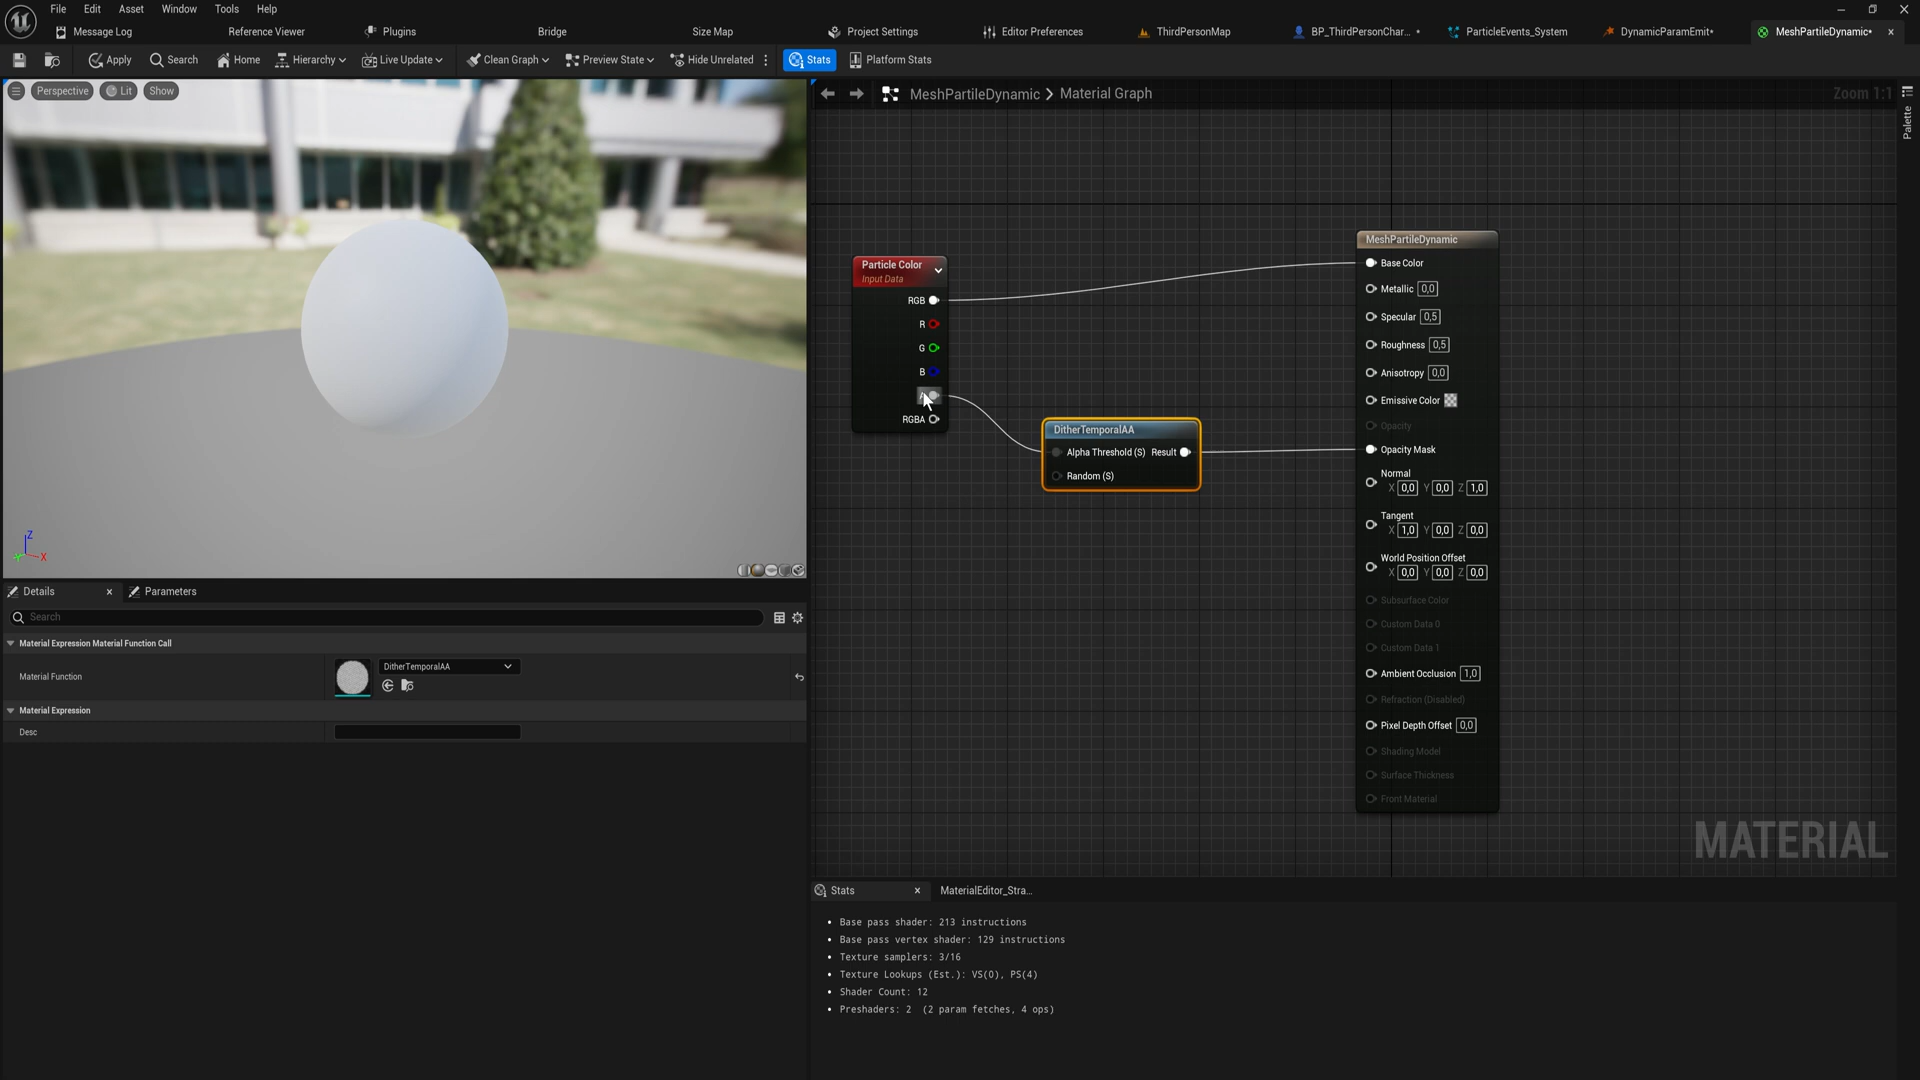 File Edit Asset Window Tools Help
Message Log Reference Viewer Plugins Bridge Size Map Project Settings Editor Preferences ThirdPersonMap BP_ThirdPersonChar... • ParticleEvents_System DynamicParamEmit• MeshPartileDynamic•
Apply Search Home Hierarchy Live Update Clean Graph Preview State Hide Unrelated Stats Platform Stats
Perspective Lit Show
MeshPartileDynamic > Material Graph
Zoom 1:1
Palette
MeshPartileDynamic
Particle Color
Input Data
RGB
R
G
B
RGBA
DitherTemporalAA
Alpha Threshold (S) Result
Random (S)
Base Color
Metallic 0,0
Specular 0,5
Roughness 0,5
Anisotropy 0,0
Emissive Color
Opacity
Opacity Mask
Normal
X 0,0 Y 0,0 Z 1,0
Tangent
X 1,0 Y 0,0 Z 0,0
World Position Offset
X 0,0 Y 0,0 Z 0,0
Subsurface Color
Custom Data 0
Custom Data 1
Ambient Occlusion 1,0
Refraction (Disabled)
Pixel Depth Offset 0,0
Shading Model
Surface Thickness
Front Material
MATERIAL
Z
X
Details Parameters
Search
Material Expression Material Function Call
Material Function DitherTemporalAA
Material Expression
Desc
Stats MaterialEditor_Stra...
• Base pass shader: 213 instructions
• Base pass vertex shader: 129 instructions
• Texture samplers: 3/16
• Texture Lookups (Est.): VS(0), PS(4)
• Shader Count: 12
• Preshaders: 2 (2 param fetches, 4 ops)